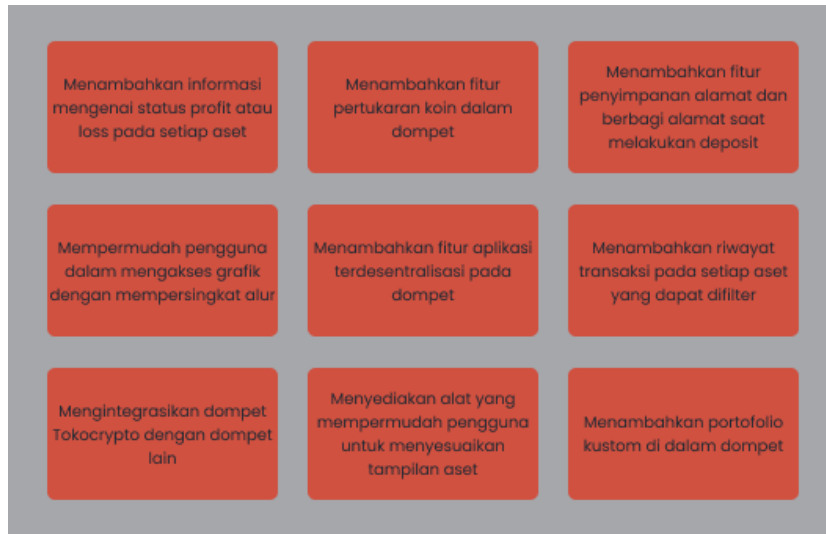 Menambahkan informasi
mengenai status profit atau
loss pada setiap aset
Menambahkan fitur
pertukaran koin dalam
dompet
Menambahkan fitur
penyimpanan alamat dan
berbagi alamat saat
melakukan deposit
Mempermudah pengguna
dalam mengakses grafik
dengan mempersingkat alur
Menambahkan fitur aplikasi
terdesentralisasi pada
dompet
Menambahkan riwayat
transaksi pada setiap aset
yang dapat difilter
Mengintegrasikan dompet
Tokocrypto dengan dompet
lain
Menyediakan alat yang
mempermudah pengguna
untuk menyesuaikan
tampilan aset
Menambahkan portofolio
kustom di dalam dompet